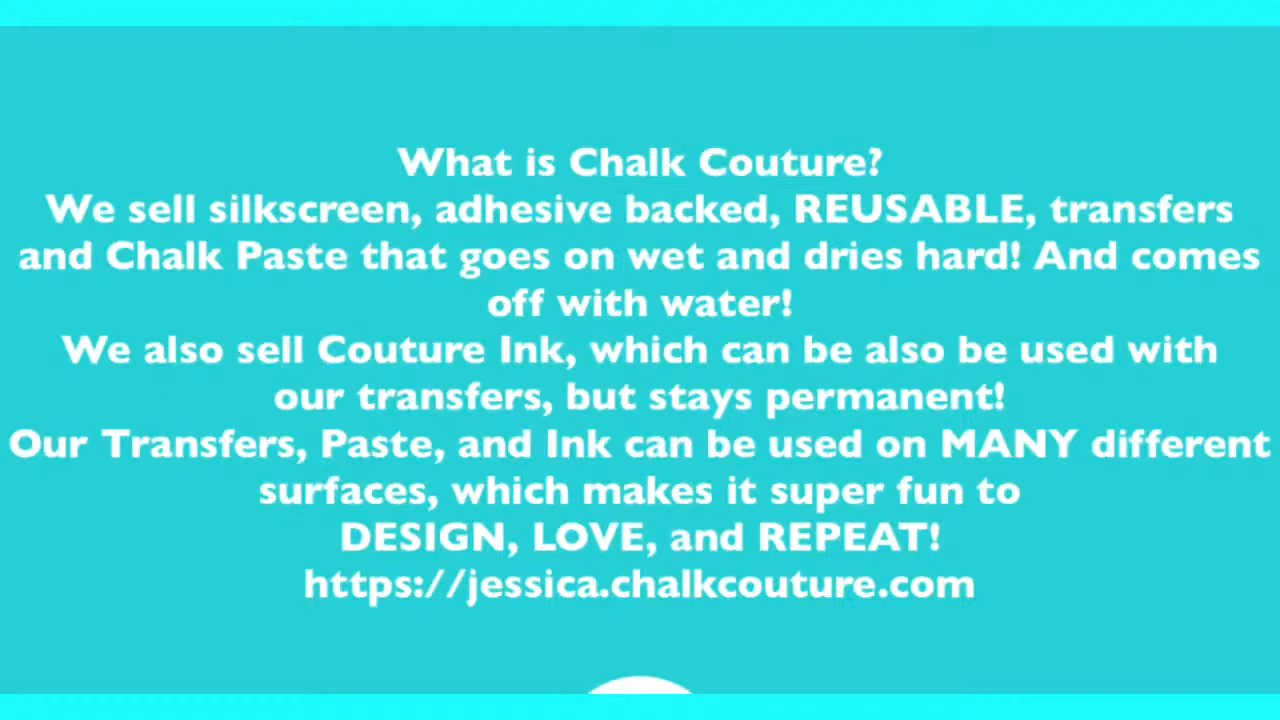 What is Chalk Couture?
We sell silkscreen, adhesive backed, REUSABLE, transfers
and Chalk Paste that goes on wet and dries hard! And comes
off with water!
We also sell Couture Ink, which can be also be used with
our transfers, but stays permanent!
Our Transfers, Paste, and Ink can be used on MANY different
surfaces, which makes it super fun to
DESIGN, LOVE, and REPEAT!
https://jessica.chalkcouture.com